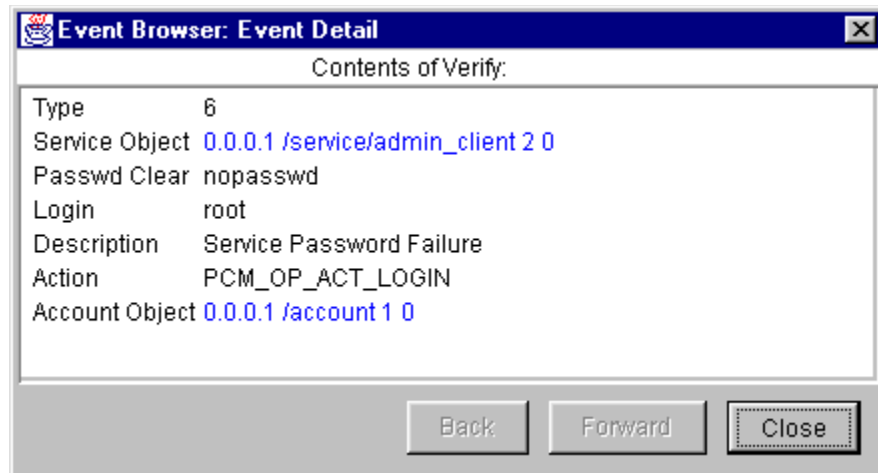 Event Browser: Event Detail
Contents of Verify:
Type 6
Service Object 0.0.0.1 /service/admin_client 2 0
Passwd Clear nopasswd
Login root
Description Service Password Failure
Action PCM_OP_ACT_LOGIN
Account Object 0.0.0.1 /account 1 0
Back Forward Close